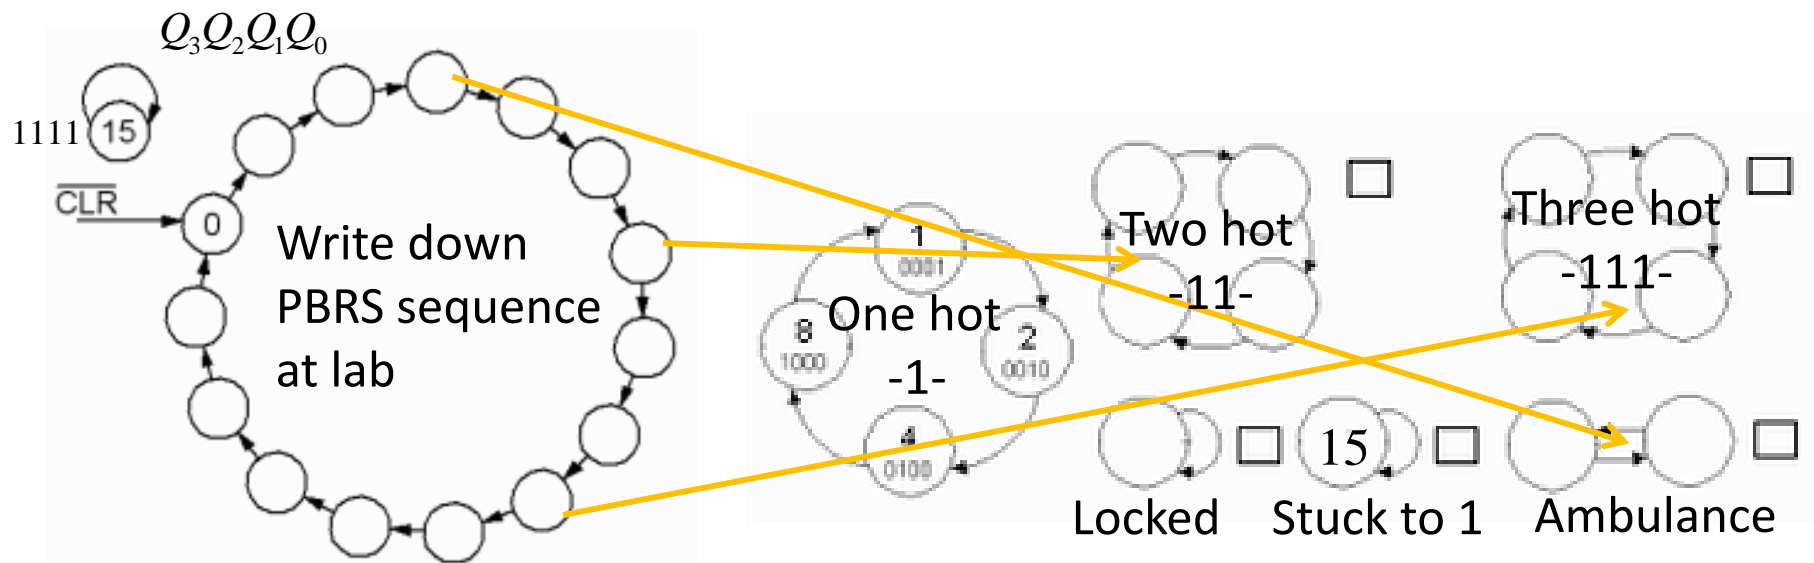 Q3Q2Q1Q0
1111
15
CLR
0
Write down
PBRS sequence
at lab
1
0001
8
1000
One hot
-1-
2
0010
4
0100
Two hot
-11-
Three hot
-111-
15
Locked
Stuck to 1
Ambulance